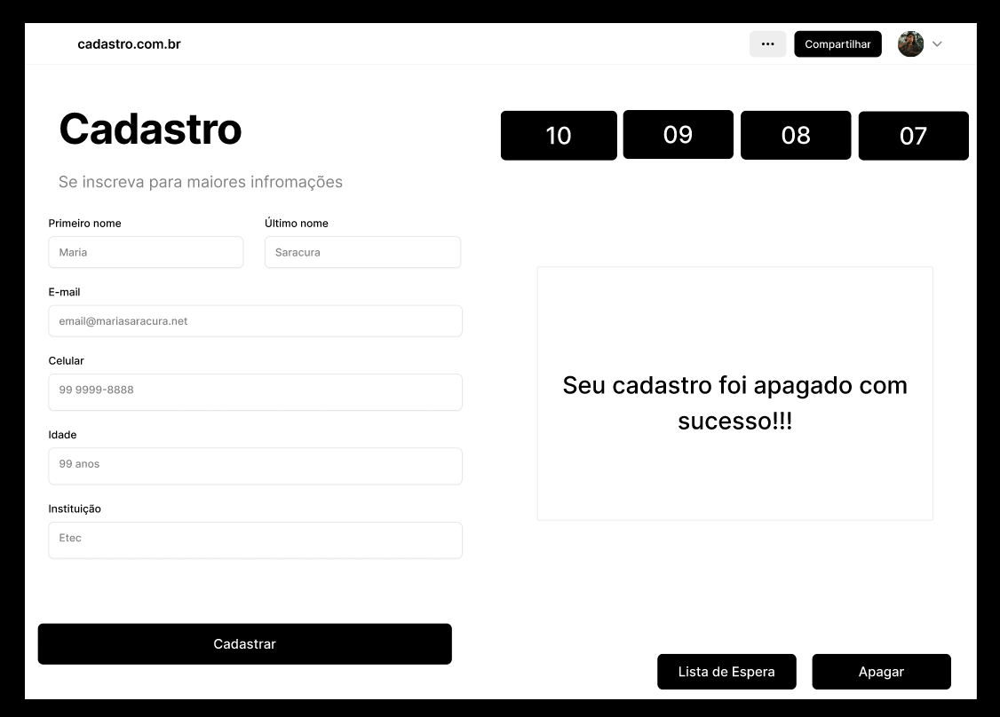 cadastro.com.br
...
Compartilhar
Cadastro
10
09
08
07
Se inscreva para maiores infromações
Primeiro nome
Último nome
Maria
Saracura
E-mail
email@mariasaracura.net
Celular
99 9999-8888
Idade
99 anos
Instituição
Etec
Seu cadastro foi apagado com
sucesso!!!
Cadastrar
Lista de Espera
Apagar